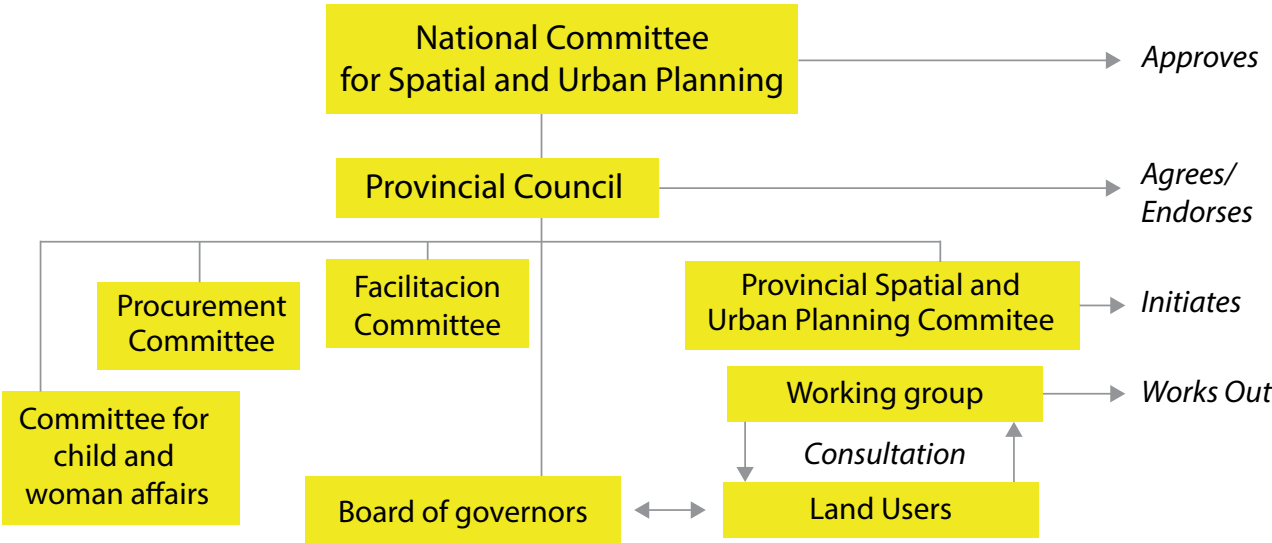 National Committee
for Spatial and Urban Planning
Approves
Provincial Council
Agrees/
Endorses
Procurement
Committee
Facilitacion
Committee
Provincial Spatial and
Urban Planning Commitee
Initiates
Committee for
child and
woman affairs
Working group
Works Out
Consultation
Board of governors
Land Users